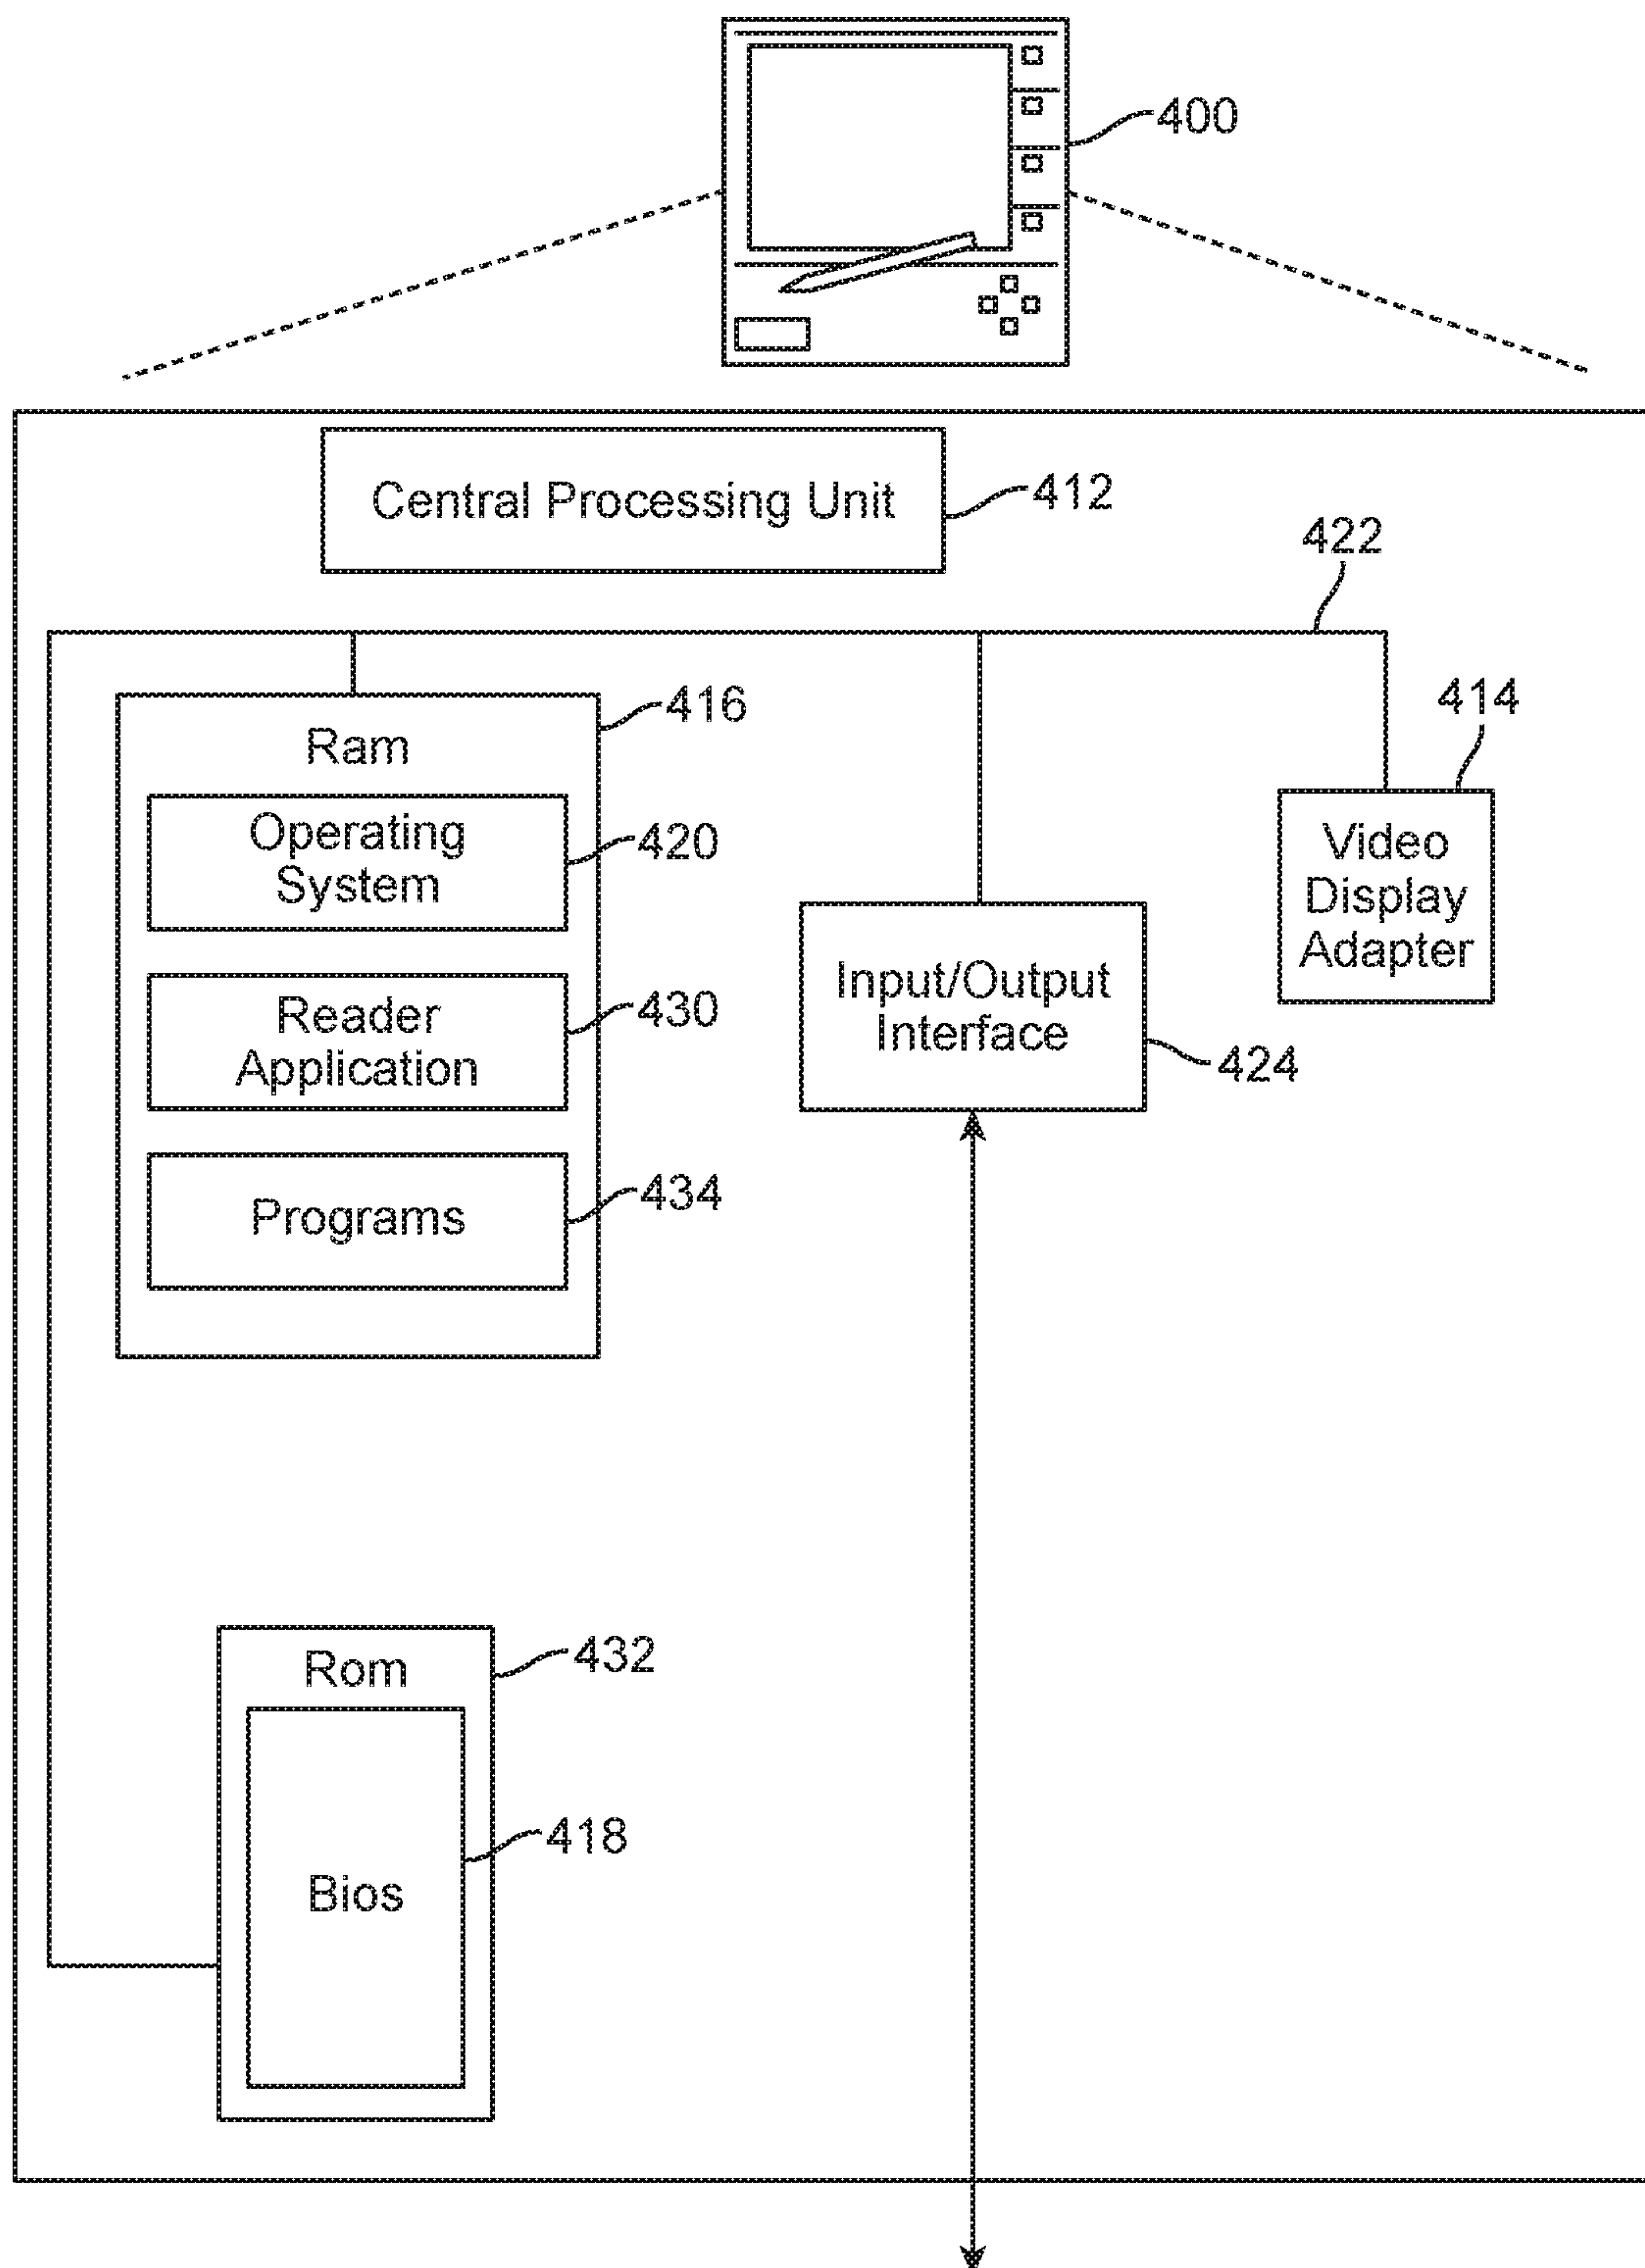 400
Central Processing Unit
412
422
416
414
Ram
Operating
System
420
Video
Display
Adapter
Reader
Application
430
Input/Output
Interface
424
Programs
434
Rom
432
Bios
418